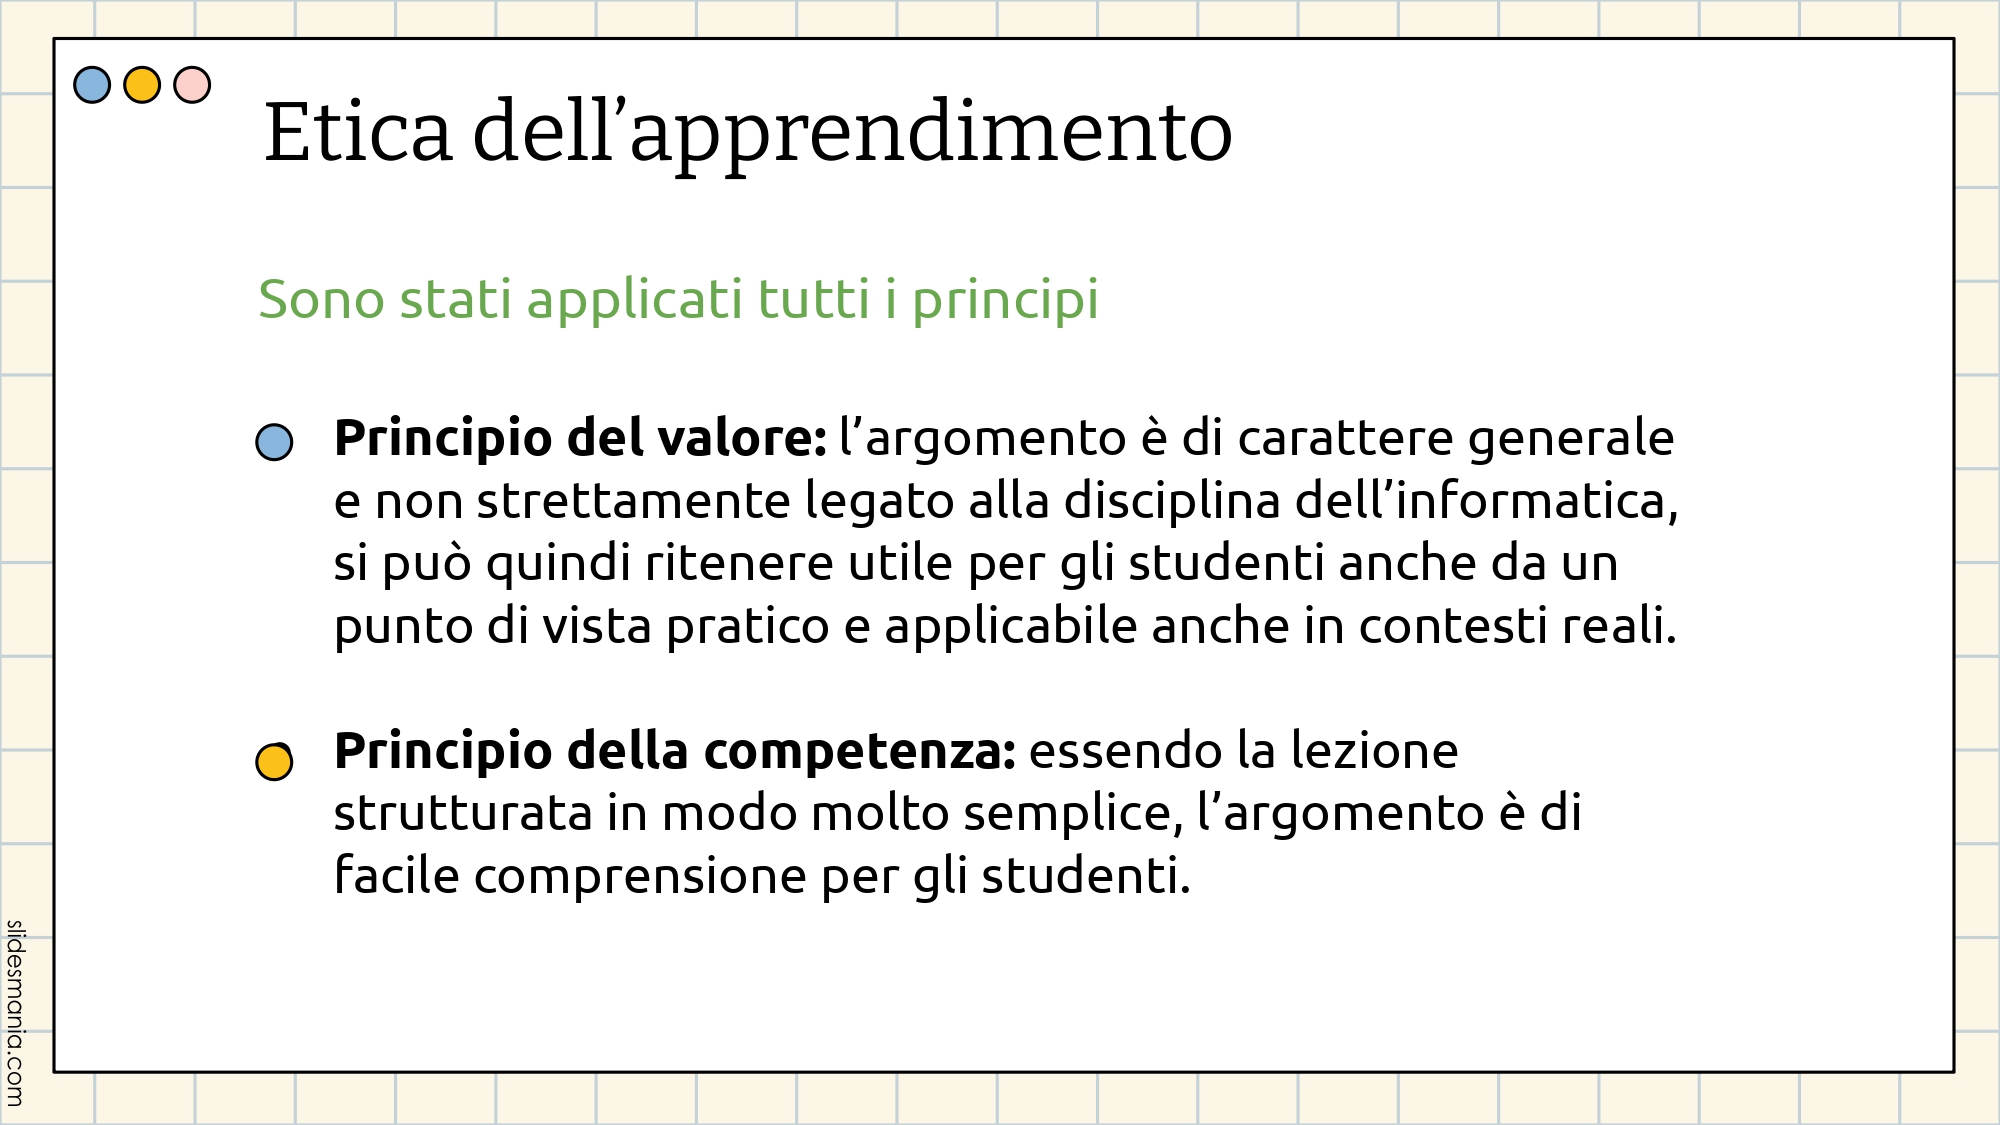 Etica dell’apprendimento
Sono stati applicati tutti i principi
Principio del valore: l’argomento è di carattere generale
e non strettamente legato alla disciplina dell’informatica,
si può quindi ritenere utile per gli studenti anche da un
punto di vista pratico e applicabile anche in contesti reali.
Principio della competenza: essendo la lezione
strutturata in modo molto semplice, l’argomento è di
facile comprensione per gli studenti.
slidesmania.com